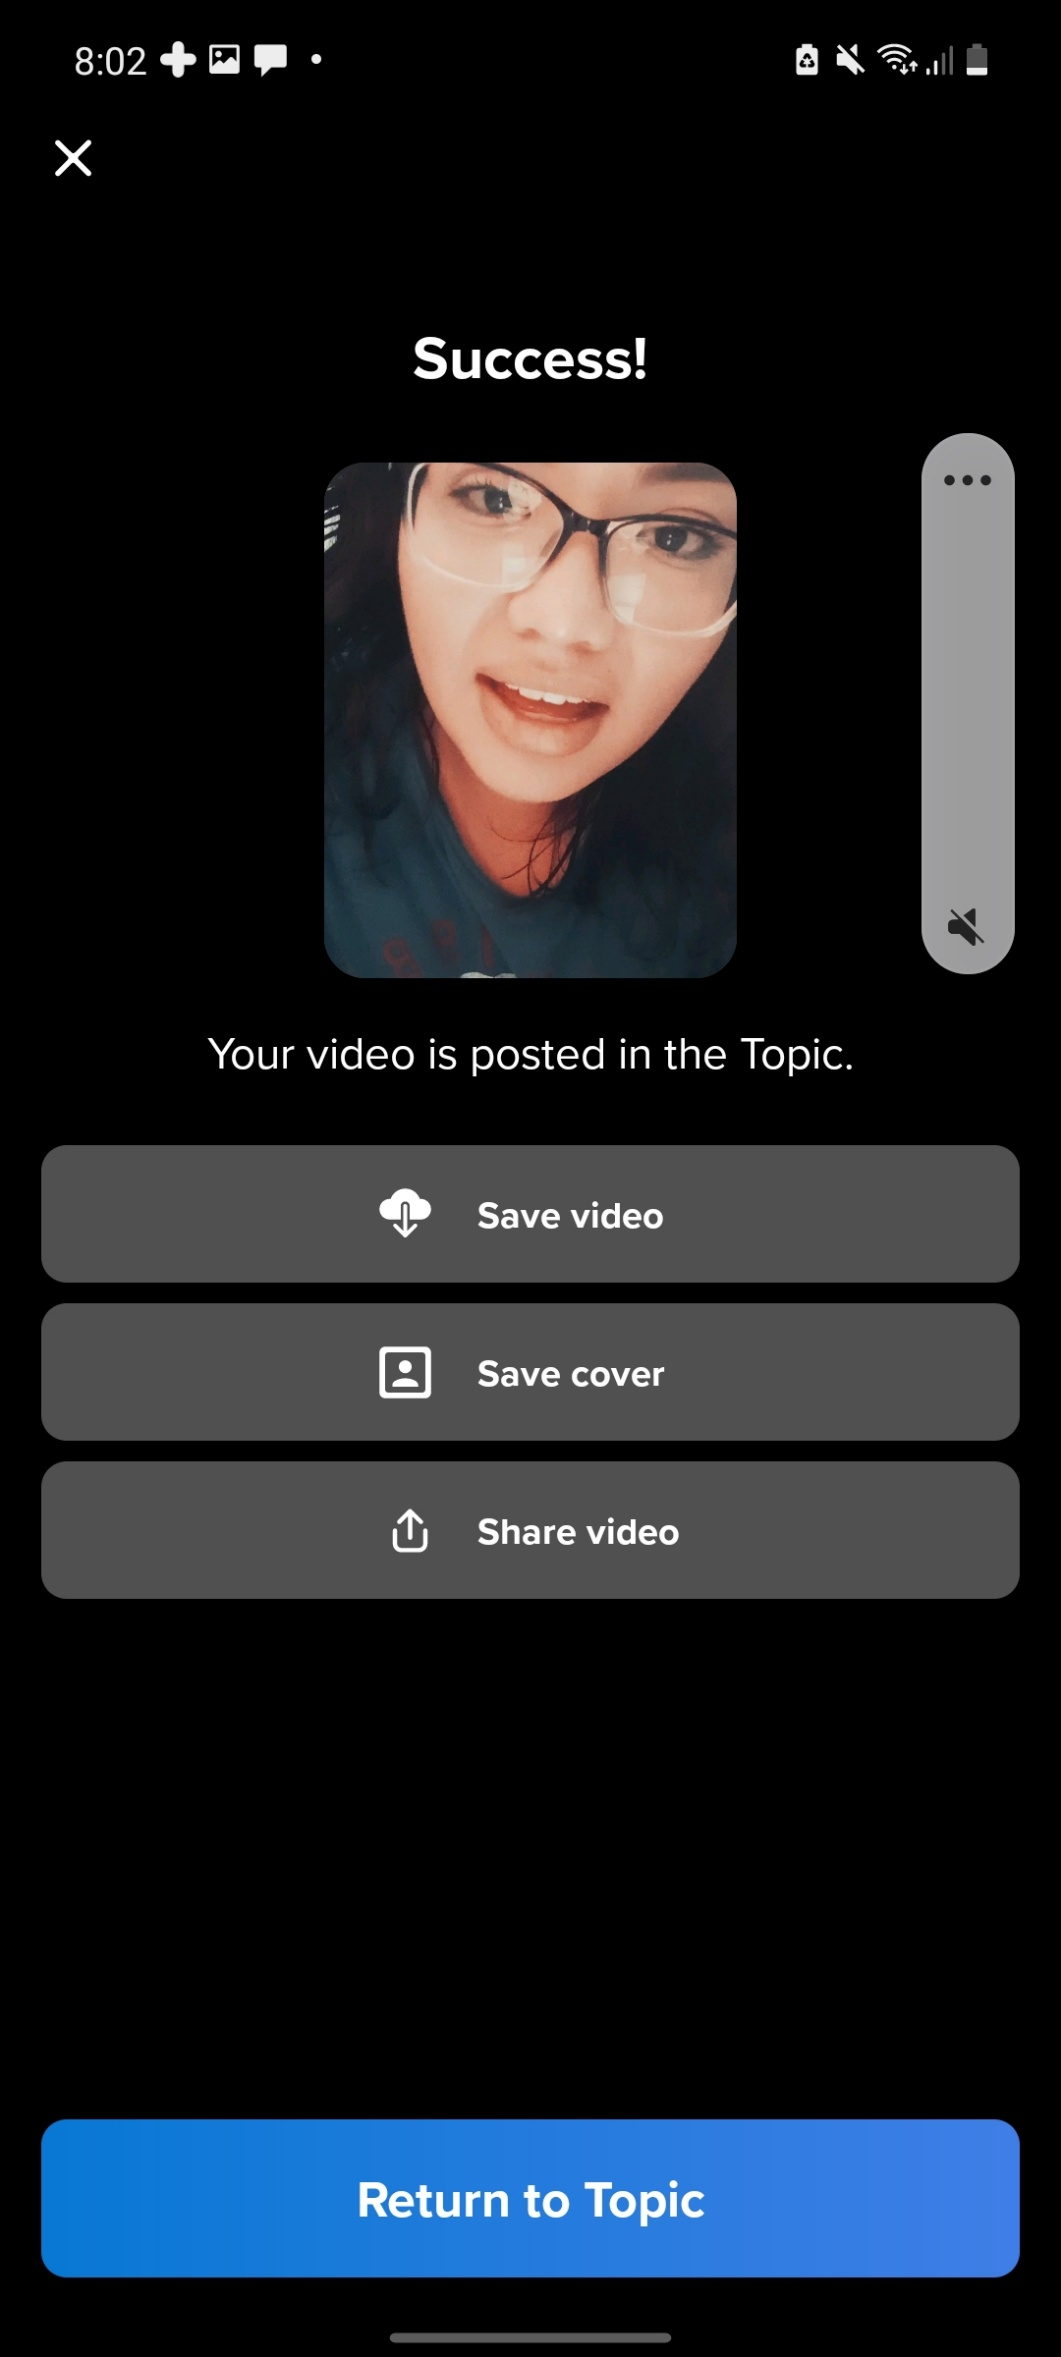 8:02
Success!
Your video is posted in the Topic.
Save video
Save cover
Share video
Return to Topic